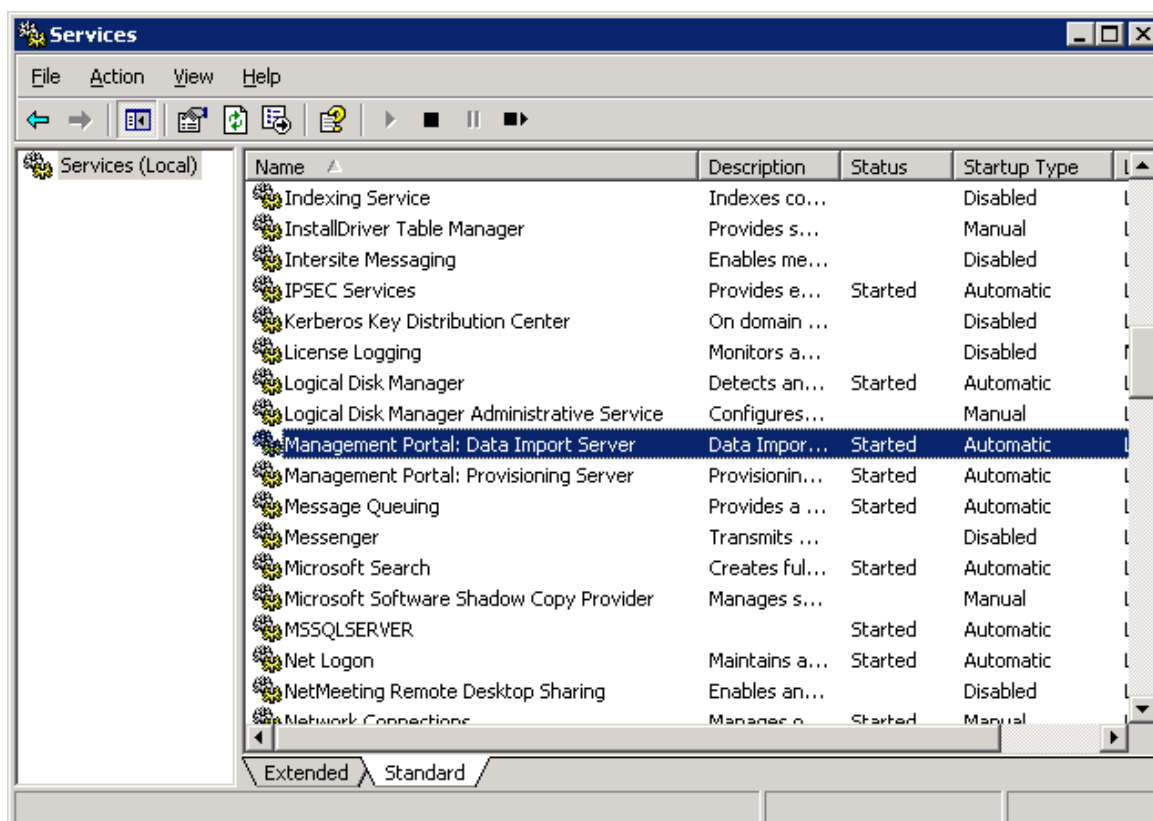 Services
File Action View Help
Services (Local)
Name Description Status Startup Type L
Indexing Service Indexes co... Disabled L
InstallDriver Table Manager Provides s... Manual L
Intersite Messaging Enables me... Disabled L
IPSEC Services Provides e... Started Automatic L
Kerberos Key Distribution Center On domain ... Disabled L
License Logging Monitors a... Disabled N
Logical Disk Manager Detects an... Started Automatic L
Logical Disk Manager Administrative Service Configures... Manual L
Management Portal: Data Import Server Data Impor... Started Automatic L
Management Portal: Provisioning Server Provisionin... Started Automatic L
Message Queuing Provides a ... Started Automatic L
Messenger Transmits ... Disabled L
Microsoft Search Creates ful... Started Automatic L
Microsoft Software Shadow Copy Provider Manages s... Manual L
MSSQLSERVER Started Automatic L
Net Logon Maintains a... Started Automatic L
NetMeeting Remote Desktop Sharing Enables an... Disabled L
Network Connections Manages o... Started Manual L
Extended Standard